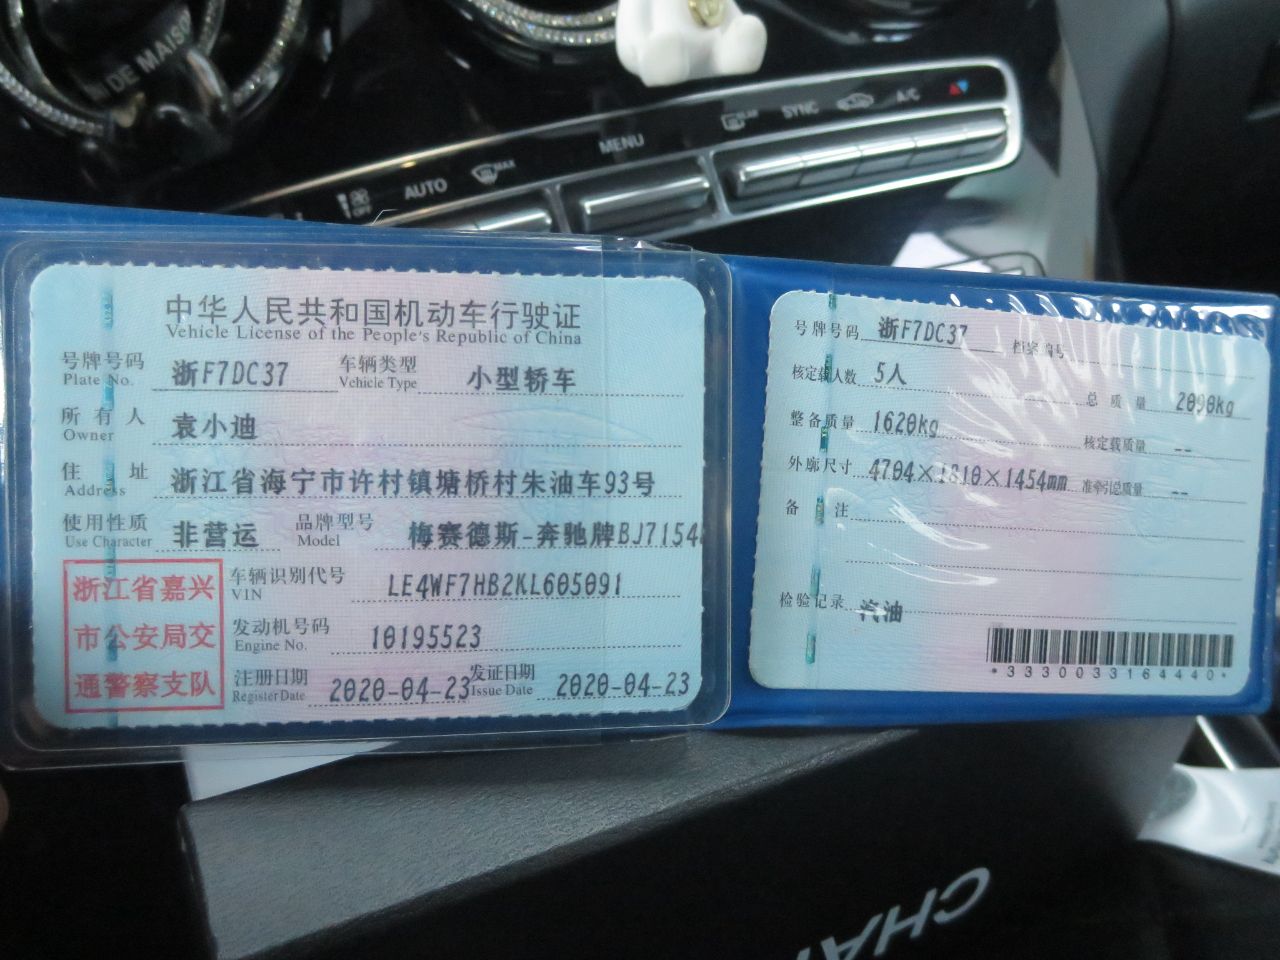 DE MAISO
AUTO
MAX
MENU
REAR
SYNC
A/C
OFF
中华人民共和国机动车行驶证
Vehicle License of the People's Republic of China
号牌号码 浙F7DC37 车辆类型 小型轿车
Plate No. Vehicle Type
所有人 袁小迪
Owner
住址 浙江省海宁市许村镇塘桥村朱油车93号
Address
使用性质 非营运 品牌型号 梅赛德斯-奔驰牌BJ7154
Use Character Model
浙江省嘉兴
市公安局交
通警察支队
车辆识别代号 LE4WF7HB2KL605091
VIN
发动机号码 10195523
Engine No.
注册日期 2020-04-23 发证日期 2020-04-23
Register Date Issue Date
号牌号码 浙F7DC37 档案编号
核定载人数 5人 总质量 2090kg
整备质量 1620kg 核定载质量 --
外廓尺寸 4704×1810×1454mm 准牵引总质量 --
备注
检验记录 汽油
*3330033164440*
CHA